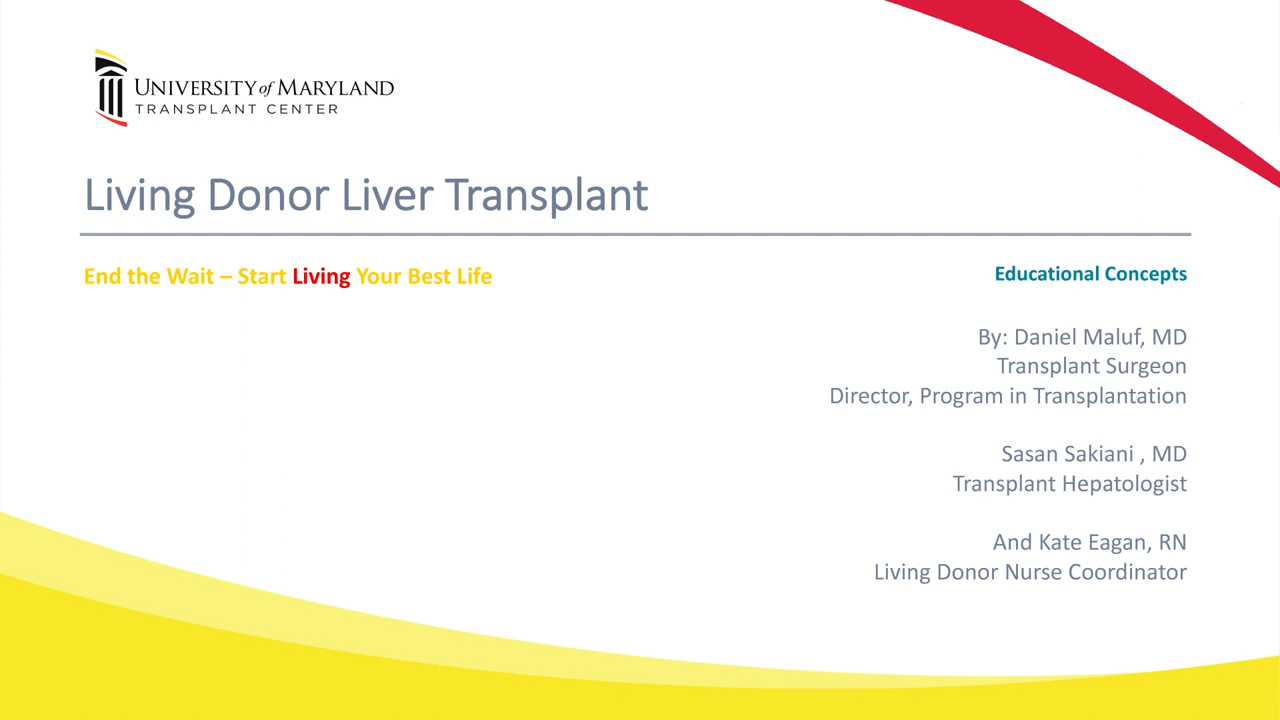 UNIVERSITY of MARYLAND
TRANSPLANT CENTER
Living Donor Liver Transplant
End the Wait – Start Living Your Best Life
Educational Concepts
By: Daniel Maluf, MD
Transplant Surgeon
Director, Program in Transplantation
Sasan Sakiani , MD
Transplant Hepatologist
And Kate Eagan, RN
Living Donor Nurse Coordinator